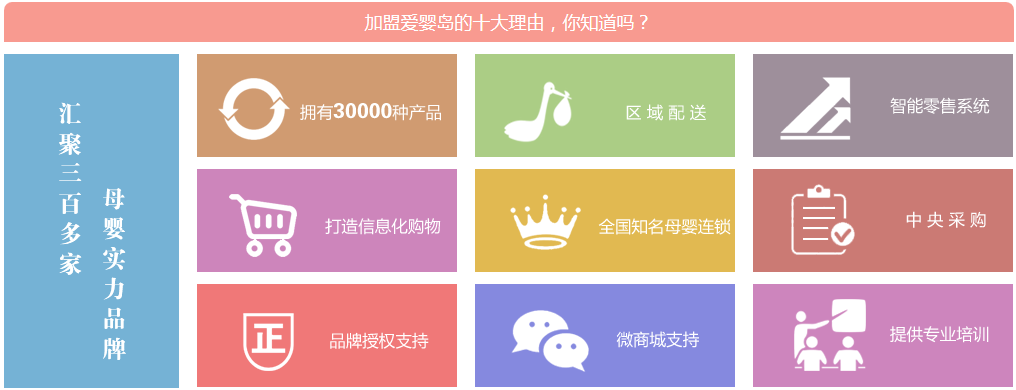 加盟爱婴岛的十大理由，你知道吗？
汇聚三百多家
母婴实力品牌
拥有30000种产品
区域配送
智能零售系统
打造信息化购物
全国知名母婴连锁
中央采购
正
品牌授权支持
微商城支持
提供专业培训